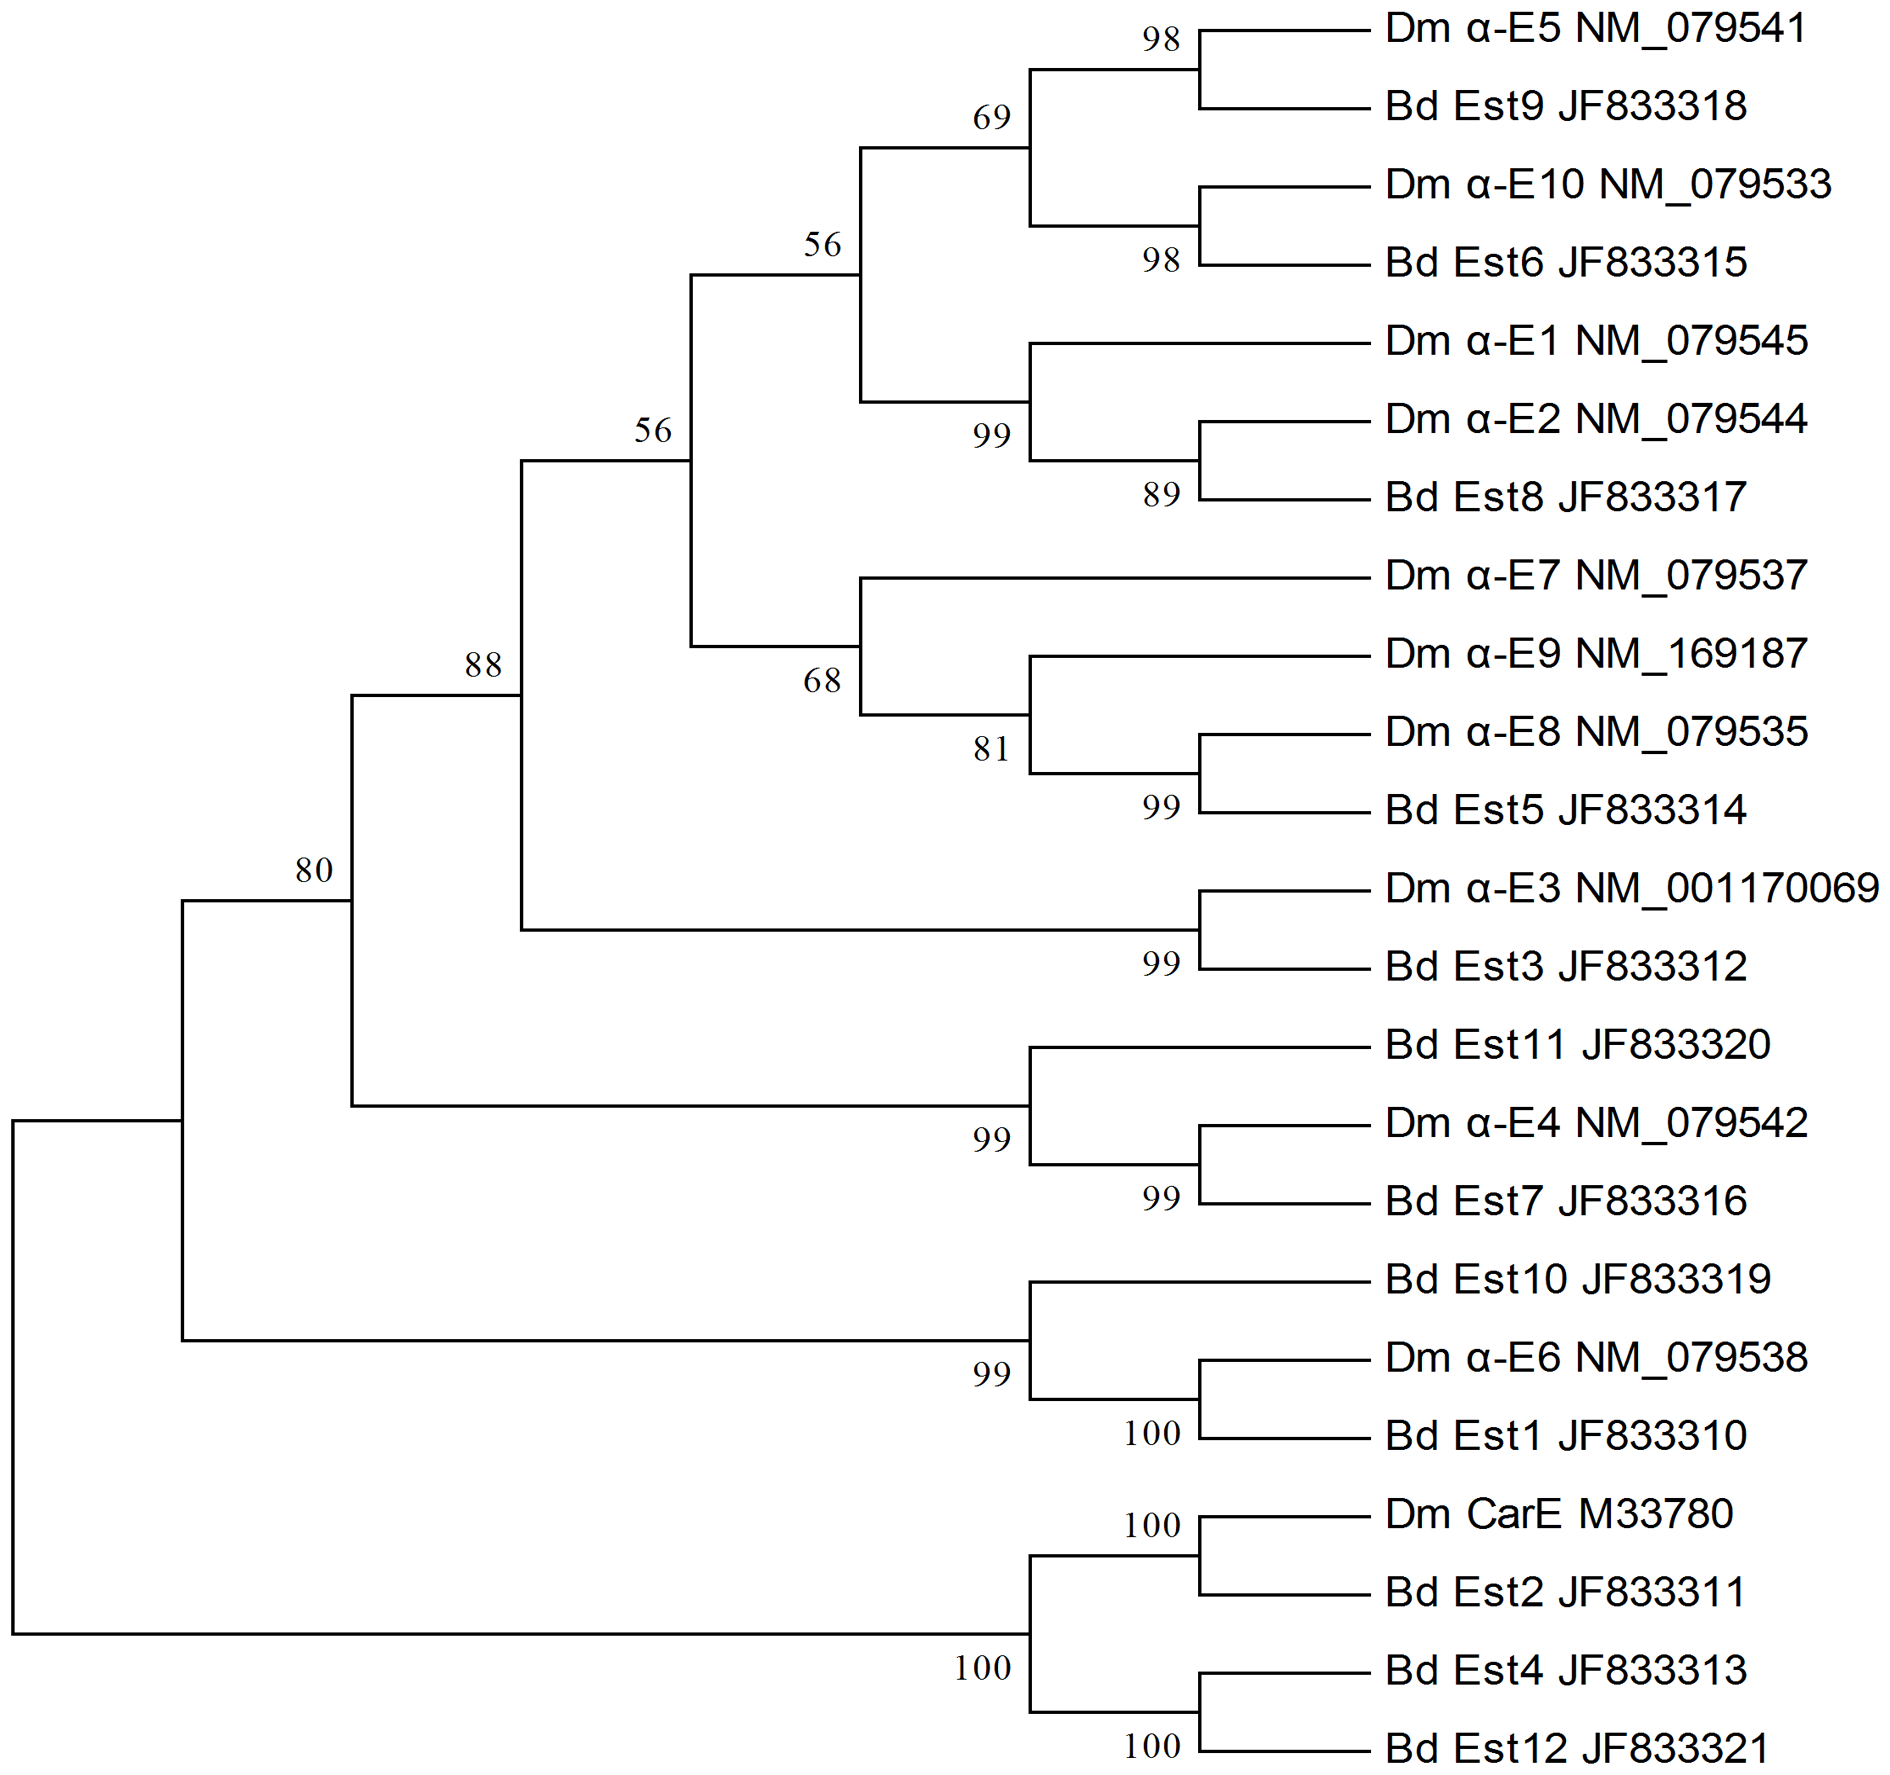 98
Dm α-E5 NM_079541
Bd Est9 JF833318
69
Dm α-E10 NM_079533
98
Bd Est6 JF833315
56
Dm α-E1 NM_079545
99
Dm α-E2 NM_079544
89
Bd Est8 JF833317
56
Dm α-E7 NM_079537
68
Dm α-E9 NM_169187
81
Dm α-E8 NM_079535
99
Bd Est5 JF833314
88
Dm α-E3 NM_001170069
99
Bd Est3 JF833312
80
Bd Est11 JF833320
99
Dm α-E4 NM_079542
99
Bd Est7 JF833316
Bd Est10 JF833319
99
Dm α-E6 NM_079538
100
Bd Est1 JF833310
100
Dm CarE M33780
Bd Est2 JF833311
100
Bd Est4 JF833313
100
Bd Est12 JF833321